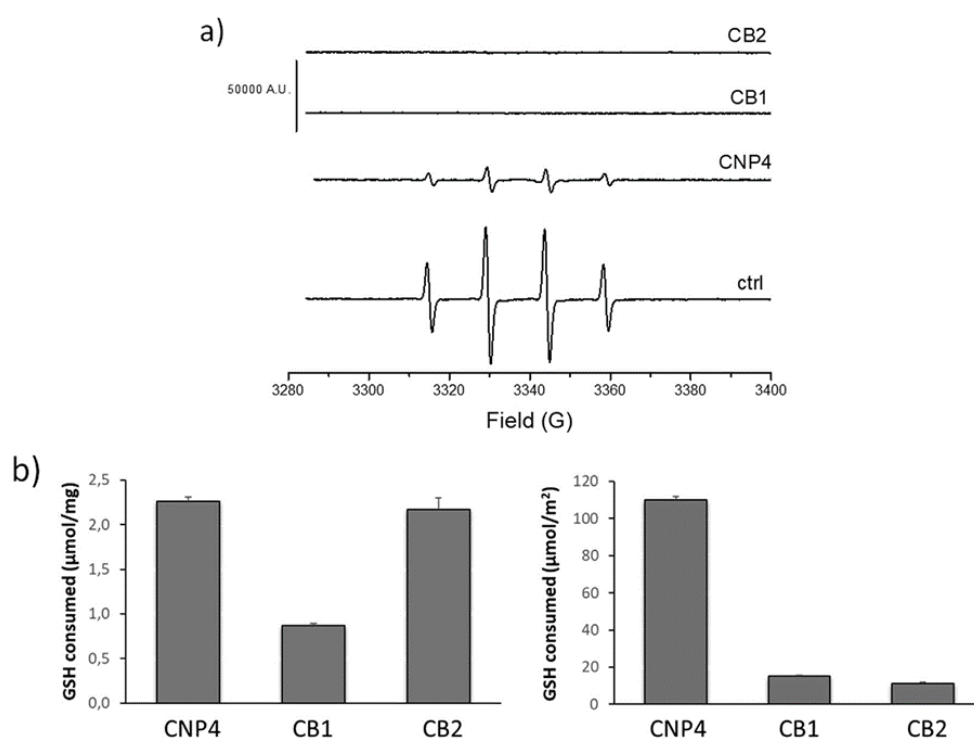 a)
CB2
50000 A.U.
CB1
CNP4
ctrl
3280 3300 3320 3340 3360 3380 3400
Field (G)
b)
GSH consumed (µmol/mg)
2,5
2,0
1,5
1,0
0,5
0,0
CNP4 CB1 CB2
GSH consumed (µmol/m²)
120
100
80
60
40
20
0
CNP4 CB1 CB2